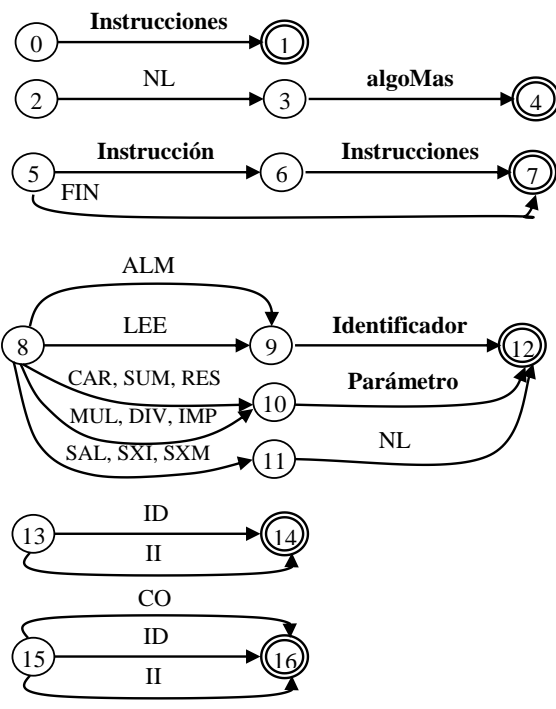 Instrucciones
0 1
NL algoMas
2 3 4
Instrucción Instrucciones
5 6 7
FIN
ALM
LEE Identificador
8 9 12
CAR, SUM, RES Parámetro
10
MUL, DIV, IMP
SAL, SXI, SXM NL
11
ID
13 14
II
CO
ID
15 16
II